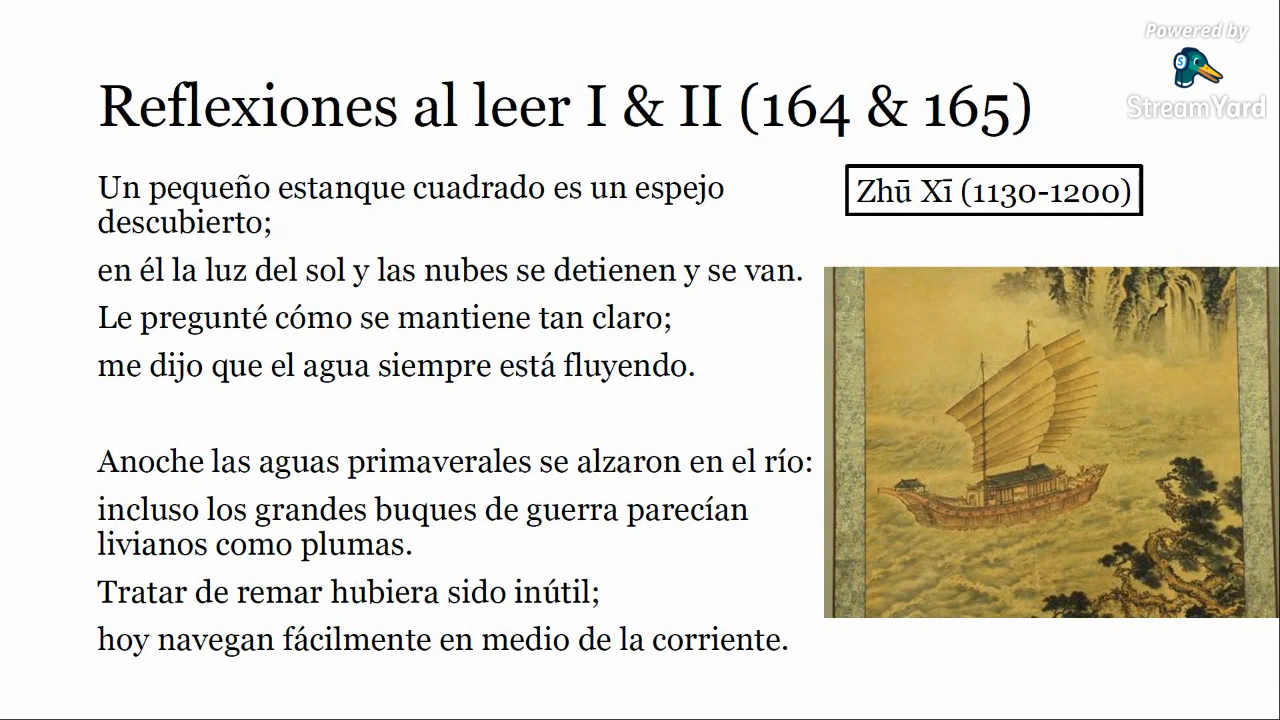 Powered by
StreamYard
Reflexiones al leer I & II (164 & 165)
Zhū Xī (1130-1200)
Un pequeño estanque cuadrado es un espejo
descubierto;
en él la luz del sol y las nubes se detienen y se van.
Le pregunté cómo se mantiene tan claro;
me dijo que el agua siempre está fluyendo.
Anoche las aguas primaverales se alzaron en el río:
incluso los grandes buques de guerra parecían
livianos como plumas.
Tratar de remar hubiera sido inútil;
hoy navegan fácilmente en medio de la corriente.